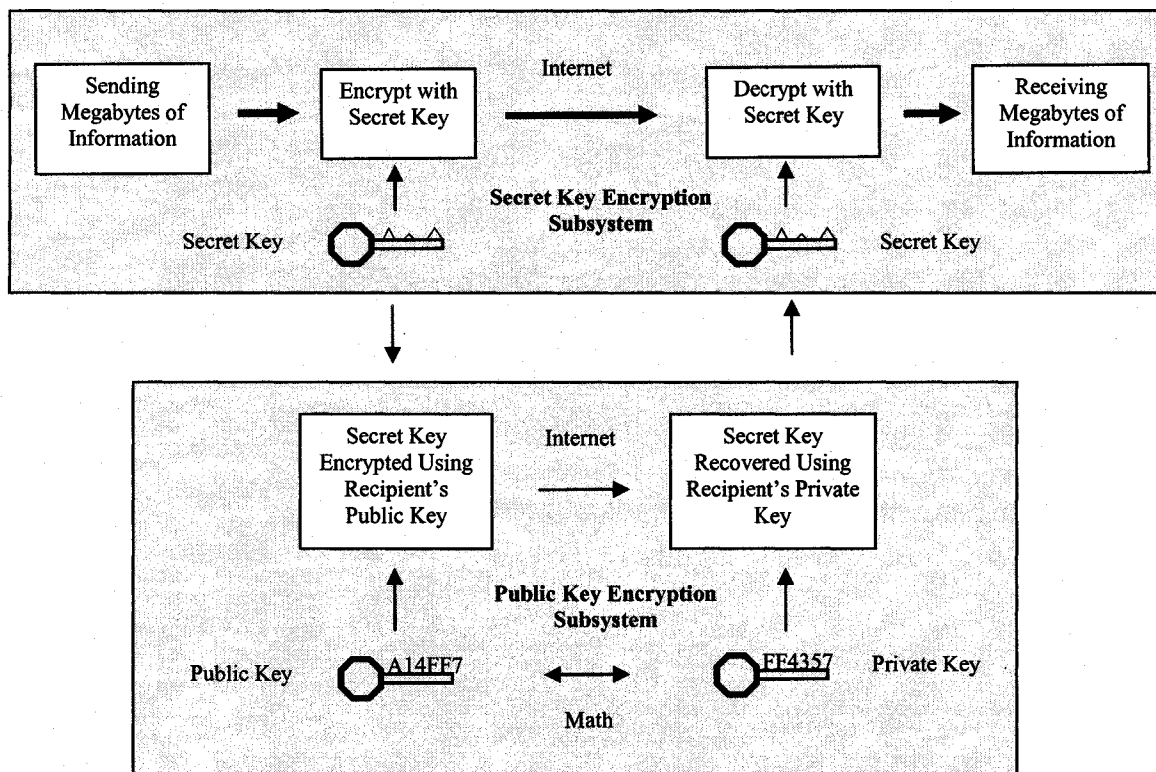 Sending
Megabytes of
Information
Encrypt with
Secret Key
Internet
Decrypt with
Secret Key
Receiving
Megabytes of
Information
Secret Key Encryption
Subsystem
Secret Key
Secret Key
Secret Key
Encrypted Using
Recipient's
Public Key
Internet
Secret Key
Recovered Using
Recipient's Private
Key
Public Key Encryption
Subsystem
Public Key
A14FF7
FF4357
Private Key
Math